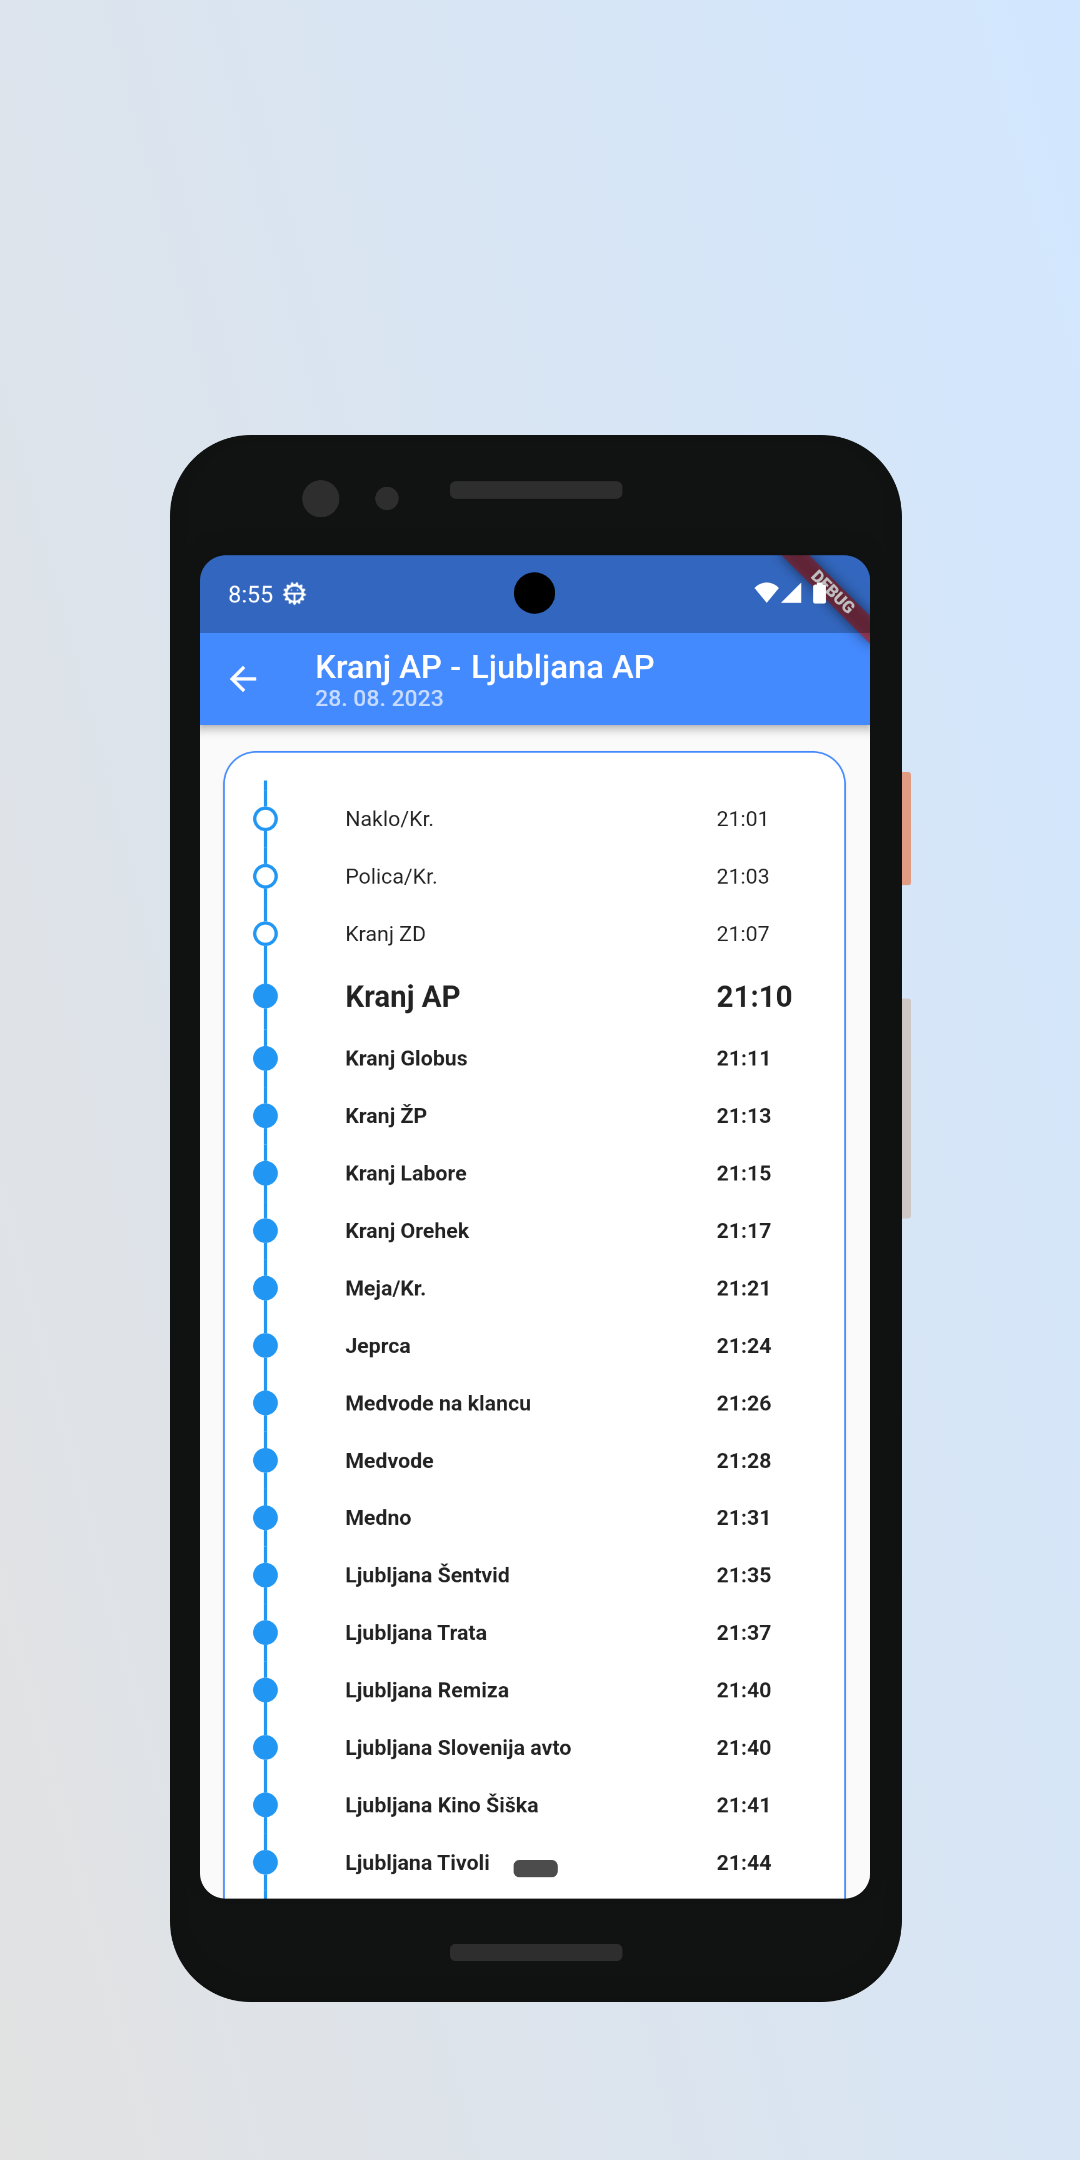 8:55
DEBUG
Kranj AP - Ljubljana AP
28. 08. 2023
Naklo/Kr. 21:01
Polica/Kr. 21:03
Kranj ZD 21:07
Kranj AP 21:10
Kranj Globus 21:11
Kranj ŽP 21:13
Kranj Labore 21:15
Kranj Orehek 21:17
Meja/Kr. 21:21
Jeprca 21:24
Medvode na klancu 21:26
Medvode 21:28
Medno 21:31
Ljubljana Šentvid 21:35
Ljubljana Trata 21:37
Ljubljana Remiza 21:40
Ljubljana Slovenija avto 21:40
Ljubljana Kino Šiška 21:41
Ljubljana Tivoli 21:44